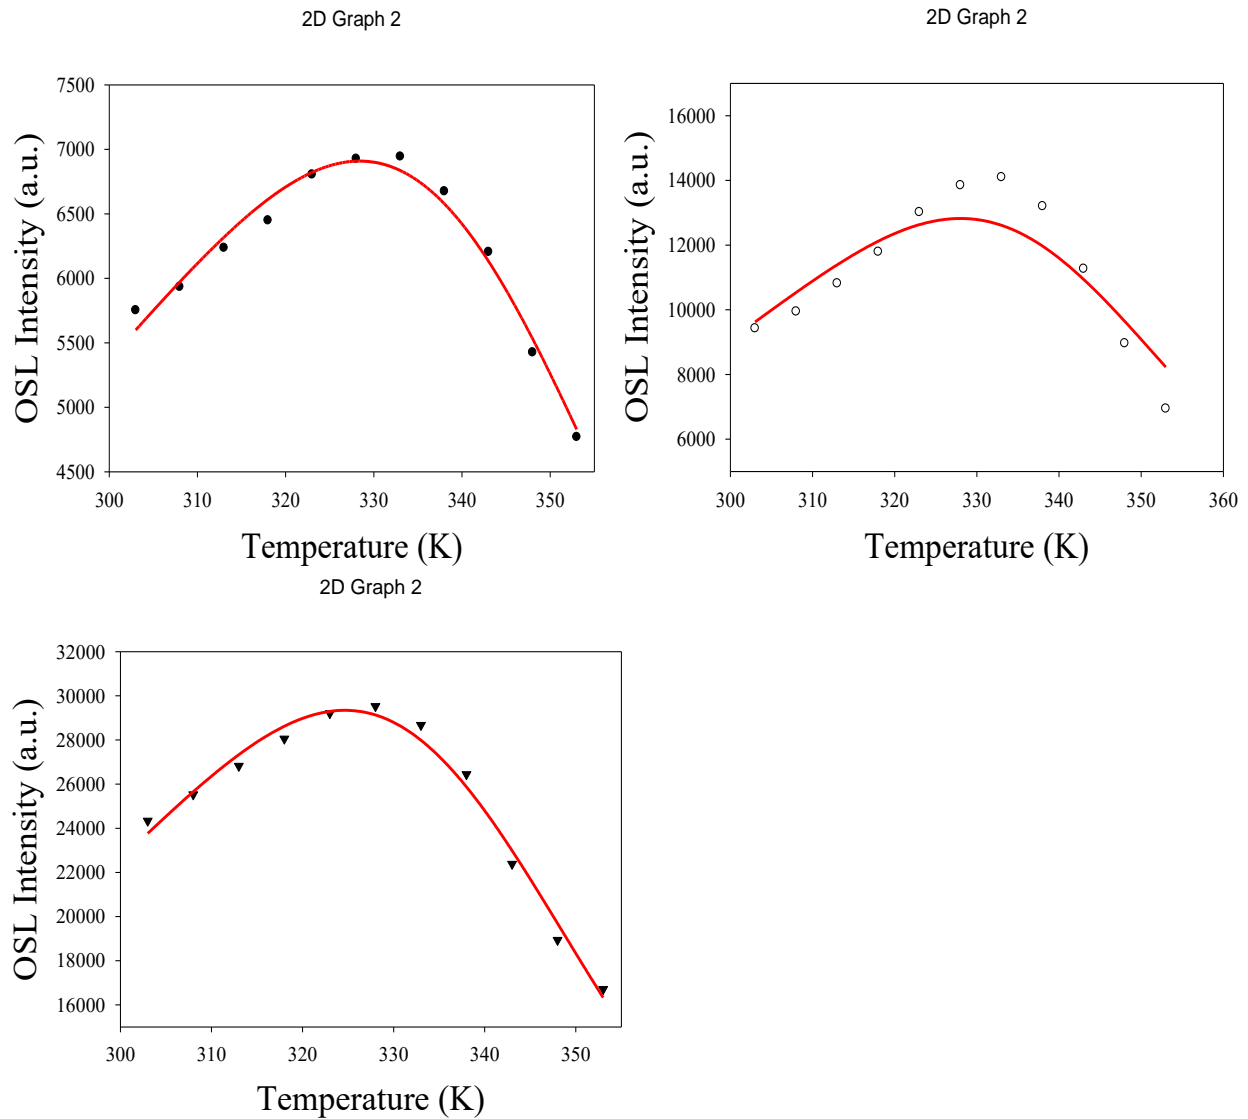 2D Graph 2
7500
7000
6500
6000
5500
5000
4500
300 310 320 330 340 350
OSL Intensity (a.u.)
Temperature (K)
2D Graph 2
16000
14000
12000
10000
8000
6000
300 310 320 330 340 350 360
OSL Intensity (a.u.)
Temperature (K)
2D Graph 2
32000
30000
28000
26000
24000
22000
20000
18000
16000
300 310 320 330 340 350
OSL Intensity (a.u.)
Temperature (K)